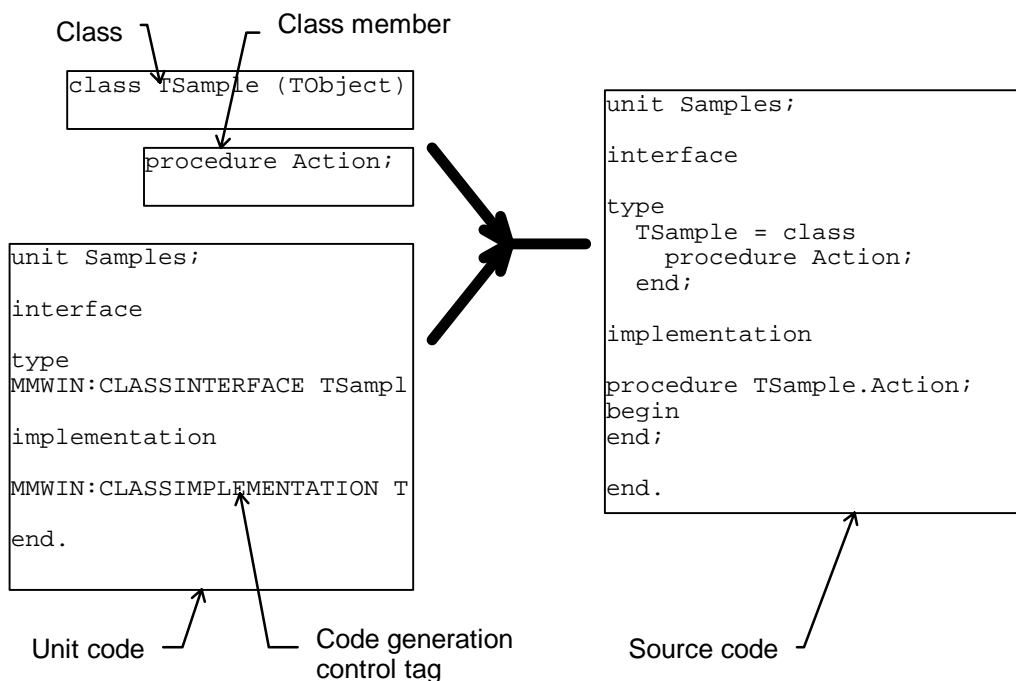 Class
Class member
class TSample (TObject)
procedure Action;
unit Samples;
interface
type
MMWIN:CLASSINTERFACE TSampl
implementation
MMWIN:CLASSIMPLEMENTATION T
end.
Unit code
Code generation
control tag
unit Samples;
interface
type
TSample = class
procedure Action;
end;
implementation
procedure TSample.Action;
begin
end;
end.
Source code